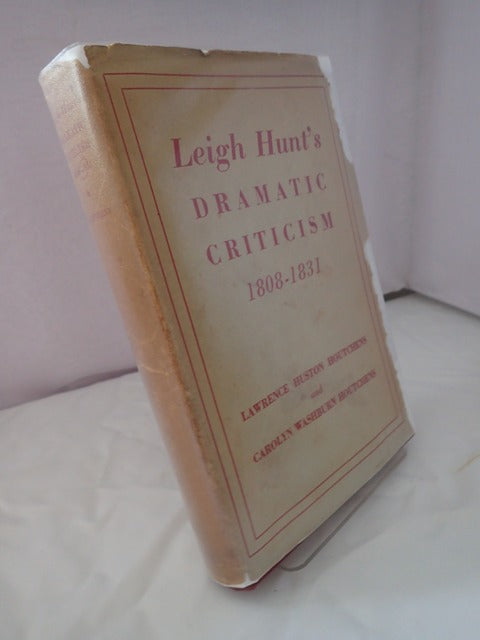 Leigh Hunt's
DRAMATIC
CRITICISM
1808-1831
LAWRENCE HUSTON HOUTCHENS
and
CAROLYN WASHBURN HOUTCHENS